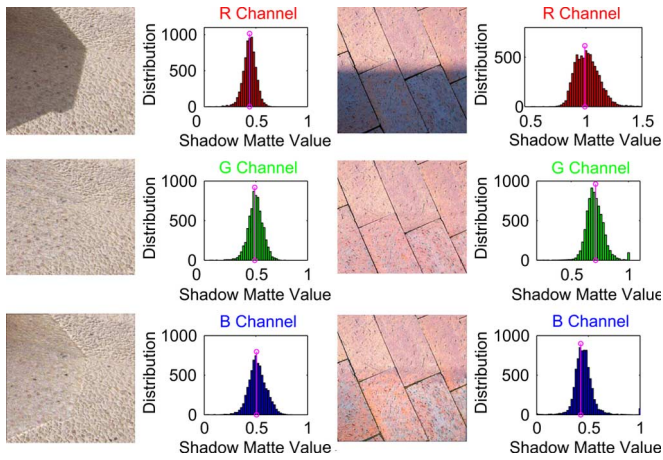 R Channel
Distribution
1000
500
0
0 0.5 1
Shadow Matte Value
R Channel
Distribution
500
0
0.5 1 1.5
Shadow Matte Value
G Channel
Distribution
1000
500
0
0 0.5 1
Shadow Matte Value
G Channel
Distribution
1000
500
0
0.5 1
Shadow Matte Value
B Channel
Distribution
1000
500
0
0 0.5 1
Shadow Matte Value
B Channel
Distribution
1000
500
0
0 0.5 1
Shadow Matte Value